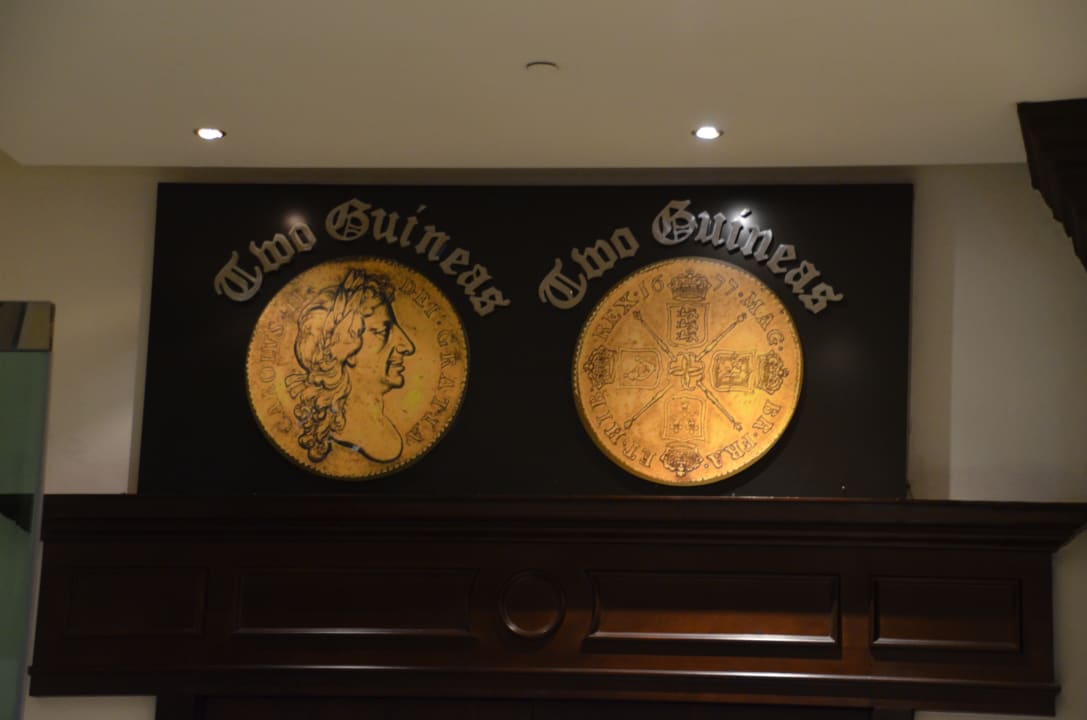 Two Guineas
Two Guineas
CAROLVS·II· DEI·GRATIA
16 77·MAG·
BR·FRA·
ET·HIB· REX·